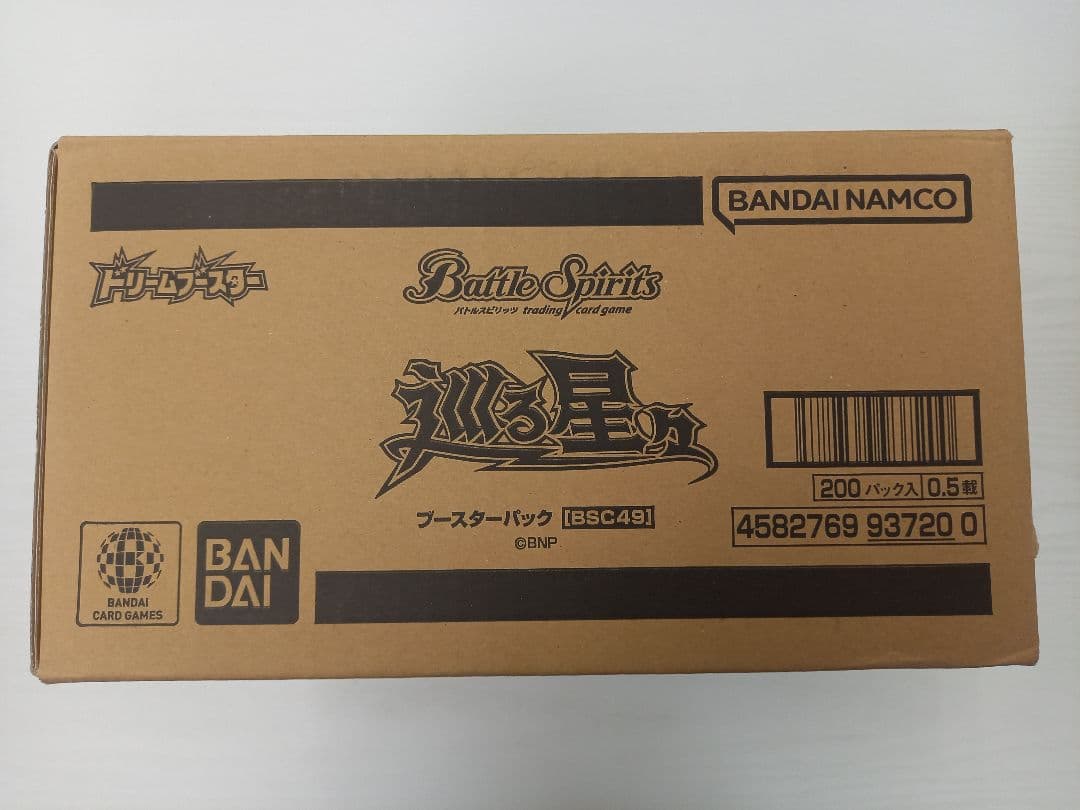 BANDAI NAMCO
ドリームブースター
Battle Spirits
バトルスピリッツ trading card game
巡る星々
ブースターパック [BSC49]
©BNP
200 パック入 0.5載
4582769 93720 0
BANDAI
CARD GAMES
BAN
DAI